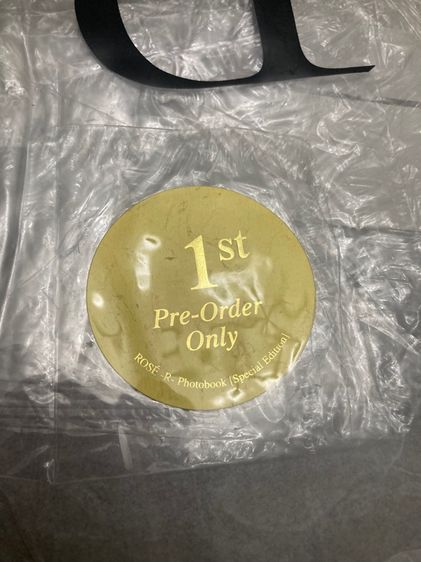 1st
Pre-Order
Only
ROSÉ -R- Photobook [Special Edition]